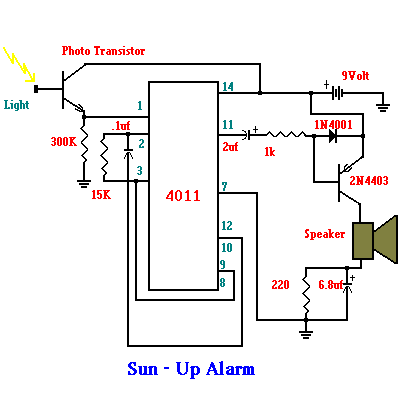 Photo Transistor
14
+
9Volt
Light
.1uf
1
11
+
1N4001
300K
2
2uf
1k
15K
3
4011
7
2N4403
12
Speaker
10
9
220
6.8uf
+
8
Sun - Up Alarm